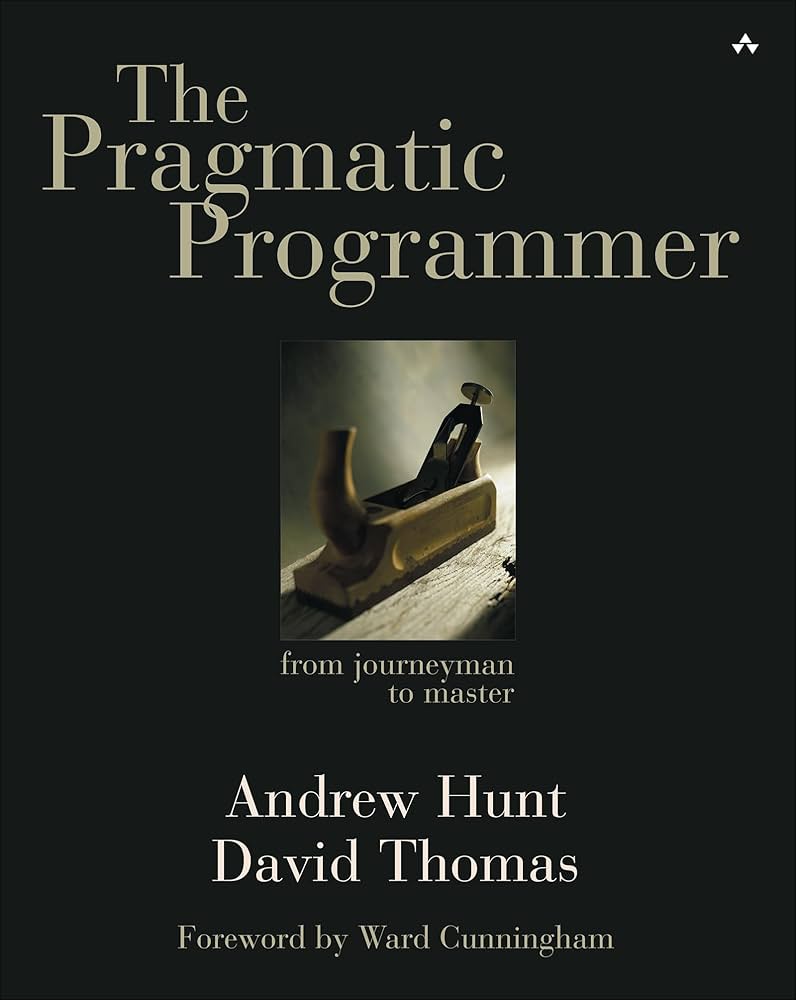 The
Pragmatic
Programmer
from journeyman
to master
Andrew Hunt
David Thomas
Foreword by Ward Cunningham